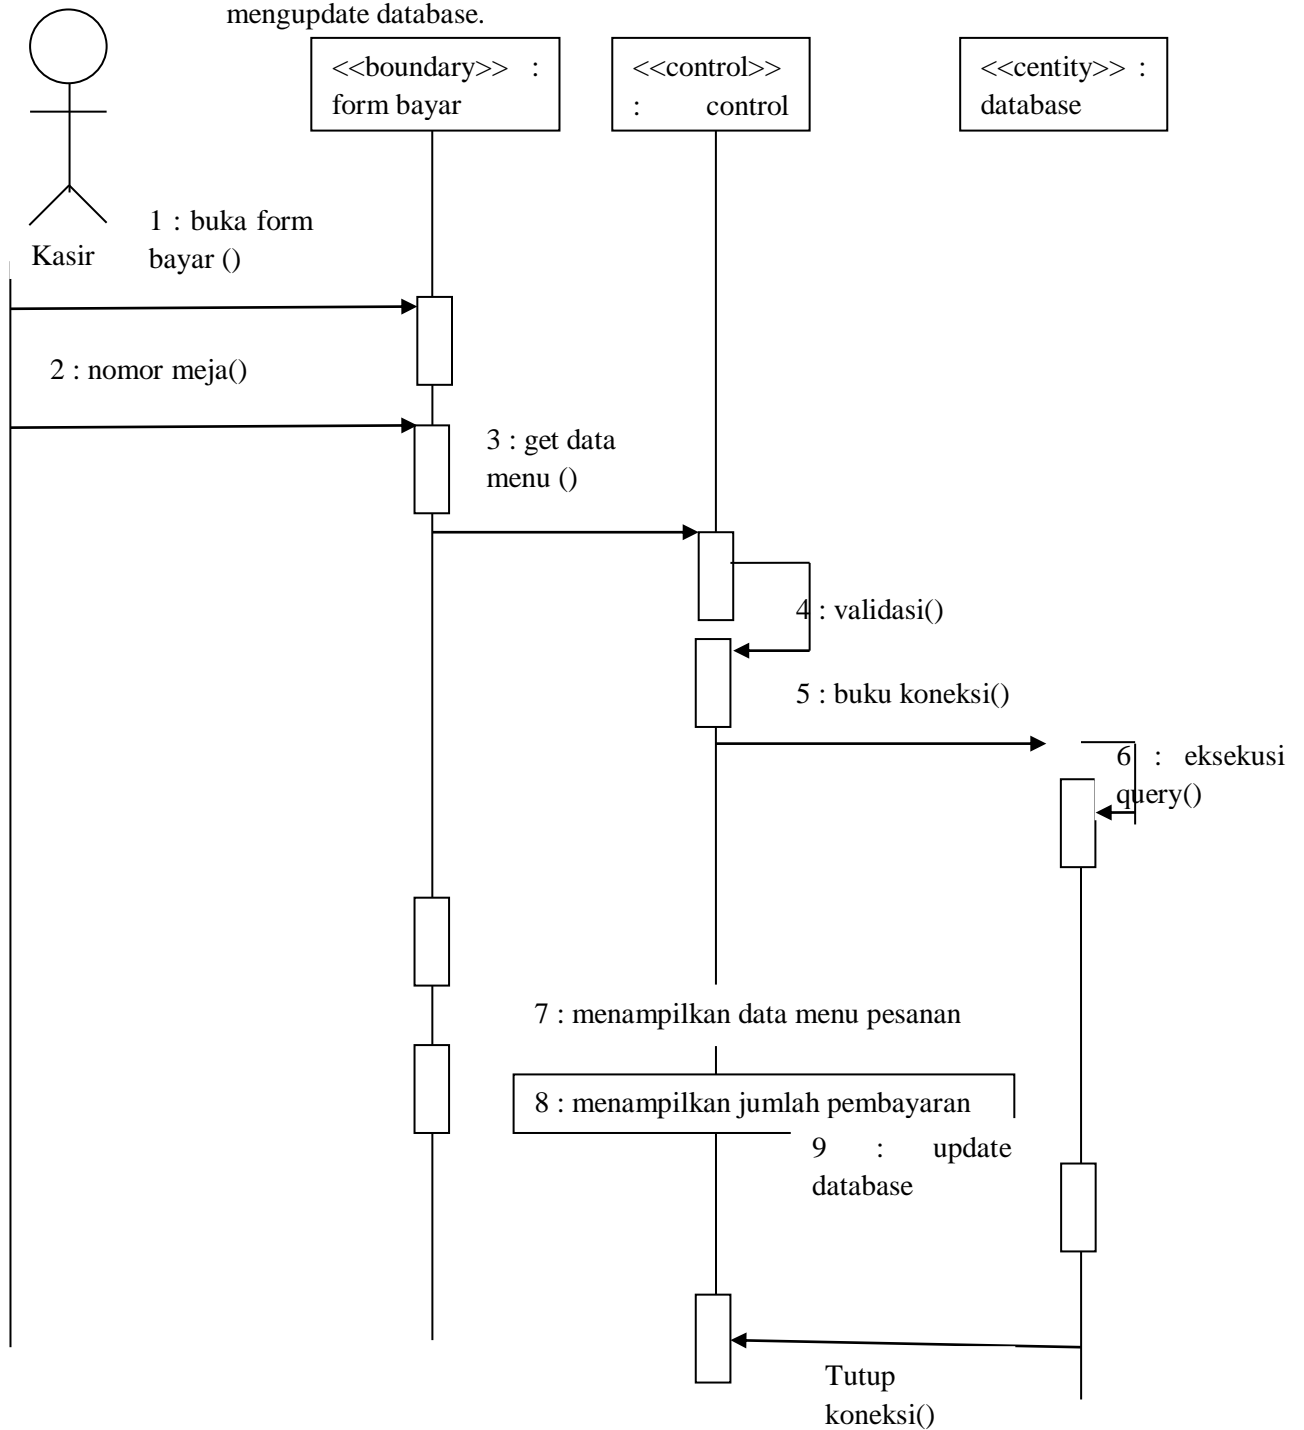 mengupdate database.
<<boundary>> :
form bayar
<<control>>
: control
<<centity>> :
database
1 : buka form
bayar ()
Kasir
2 : nomor meja()
3 : get data
menu ()
4 : validasi()
5 : buku koneksi()
6 : eksekusi
query()
7 : menampilkan data menu pesanan
8 : menampilkan jumlah pembayaran
9 : update
database
Tutup
koneksi()